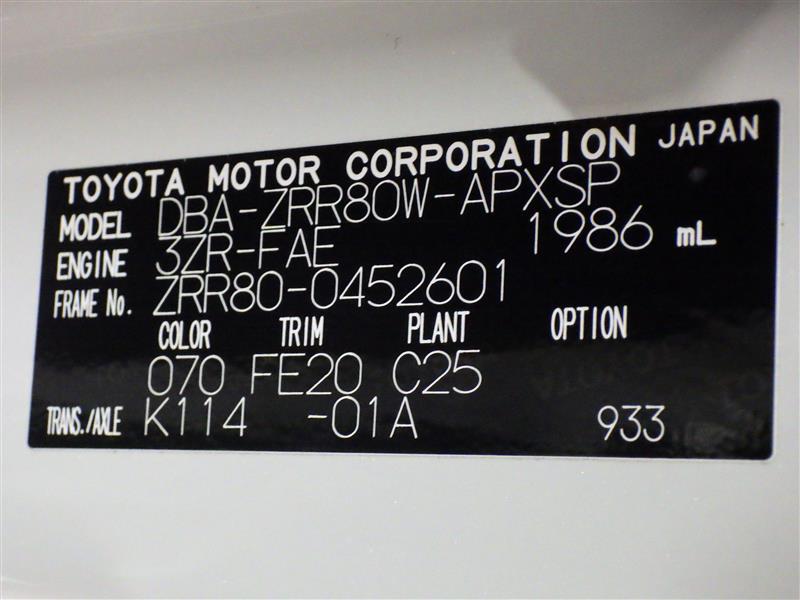 TOYOTA MOTOR CORPORATION JAPAN
MODEL DBA-ZRR80W-APXSP
ENGINE 3ZR-FAE 1986 mL
FRAME No. ZRR80-0452601
COLOR TRIM PLANT OPTION
070 FE20 C25
TRANS./AXLE K114 -01A 933